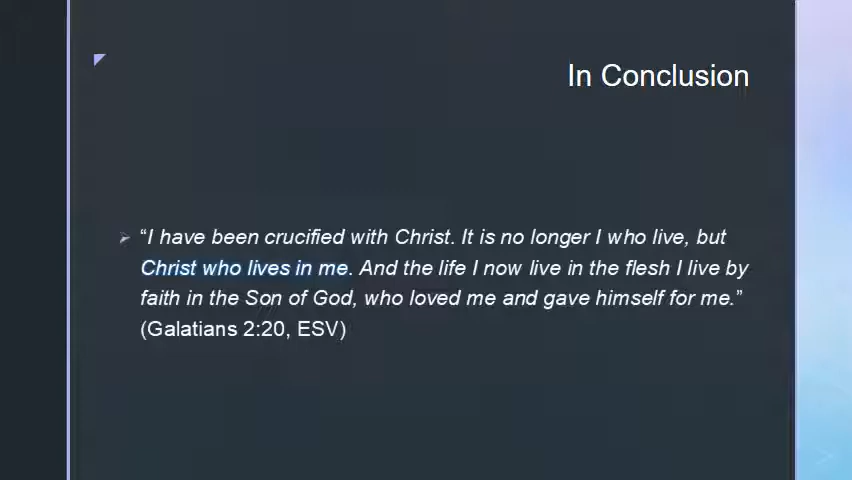 In Conclusion
“I have been crucified with Christ. It is no longer I who live, but
Christ who lives in me. And the life I now live in the flesh I live by
faith in the Son of God, who loved me and gave himself for me.”
(Galatians 2:20, ESV)